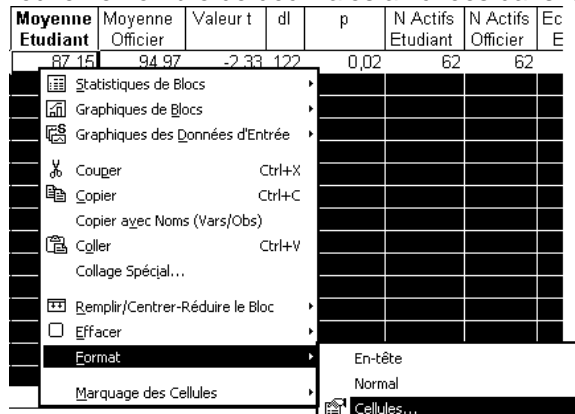 Moyenne Moyenne Valeur t dl p N Actifs N Actifs Ec
Etudiant Officier Etudiant Officier E
87,15 94,97 -2,33 122 0,02 62 62
Statistiques de Blocs
Graphiques de Blocs
Graphiques des Données d'Entrée
Couper Ctrl+X
Copier Ctrl+C
Copier avec Noms (Vars/Obs)
Coller Ctrl+V
Collage Spécial...
Remplir/Centrer-Réduire le Bloc
Effacer
Format
En-tête
Normal
Marquage des Cellules
Cellules...